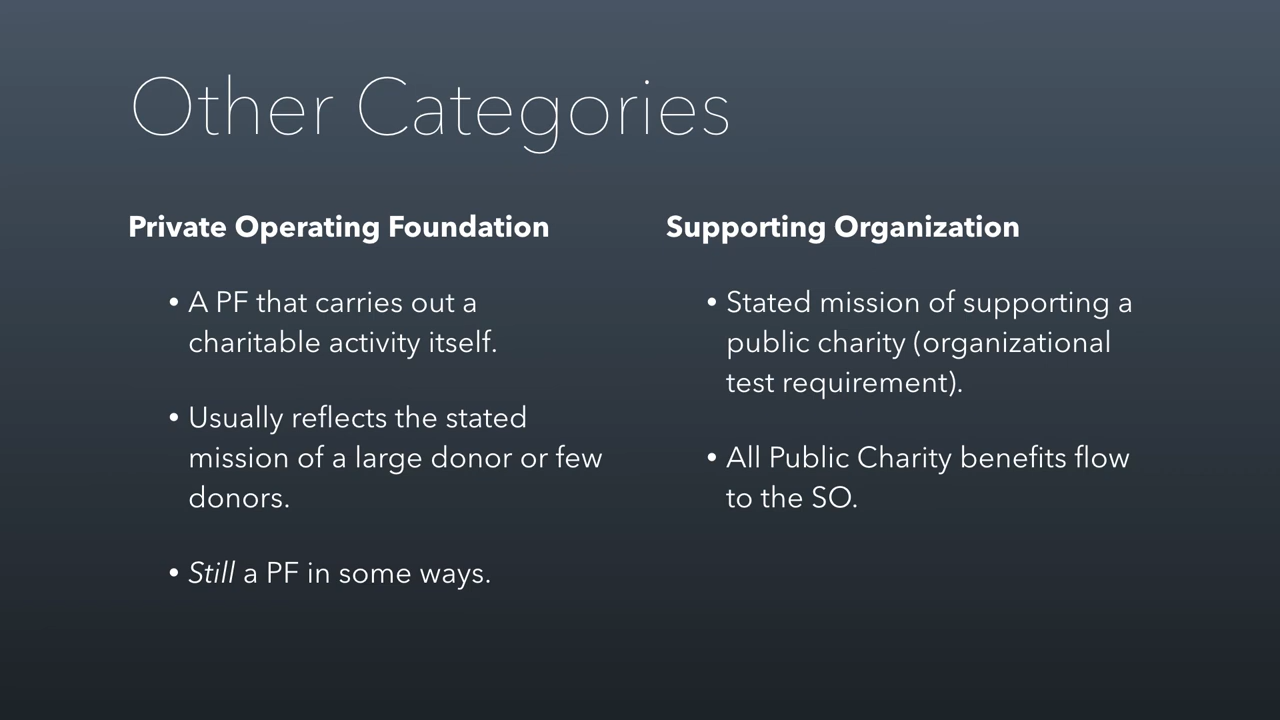 Other Categories
Private Operating Foundation
• A PF that carries out a
charitable activity itself.
• Usually reflects the stated
mission of a large donor or few
donors.
• Still a PF in some ways.
Supporting Organization
• Stated mission of supporting a
public charity (organizational
test requirement).
• All Public Charity benefits flow
to the SO.